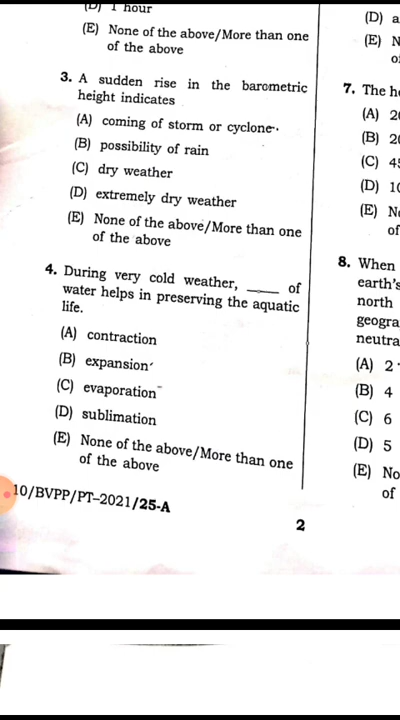 (D) 1 hour
(E) None of the above/More than one
of the above
3. A sudden rise in the barometric
height indicates
(A) coming of storm or cyclone
(B) possibility of rain
(C) dry weather
(D) extremely dry weather
(E) None of the above/More than one
of the above
4. During very cold weather, ____ of
water helps in preserving the aquatic
life.
(A) contraction
(B) expansion
(C) evaporation
(D) sublimation
(E) None of the above/More than one
of the above
10/BVPP/PT–2021/25-A
2
(D) a
(E) N
7. The
(A)
(B)
(C)
(D)
(E)
of
8. When
earth's
north
geogra
neutra
(A) 2
(B) 4
(C) 6
(D) 5
(E) No
of